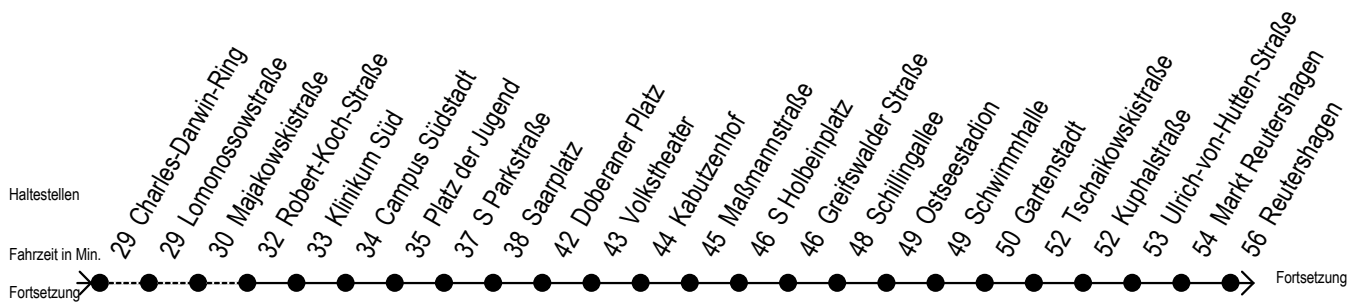 Haltestellen
Fahrzeit in Min.
Fortsetzung
29 Charles-Darwin-Ring
29 Lomonossowstraße
30 Majakowskistraße
32 Robert-Koch-Straße
33 Klinikum Süd
34 Campus Südstadt
35 Platz der Jugend
37 S Parkstraße
38 Saarplatz
42 Doberaner Platz
43 Volkstheater
44 Kabutzenhof
45 Maßmannstraße
46 S Holbeinplatz
46 Greifswalder Straße
48 Schillingallee
49 Ostseestadion
49 Schwimmhalle
50 Gartenstadt
52 Tschaikowskistraße
52 Kuphalstraße
53 Ulrich-von-Hutten-Straße
54 Markt Reutershagen
56 Reutershagen
Fortsetzung